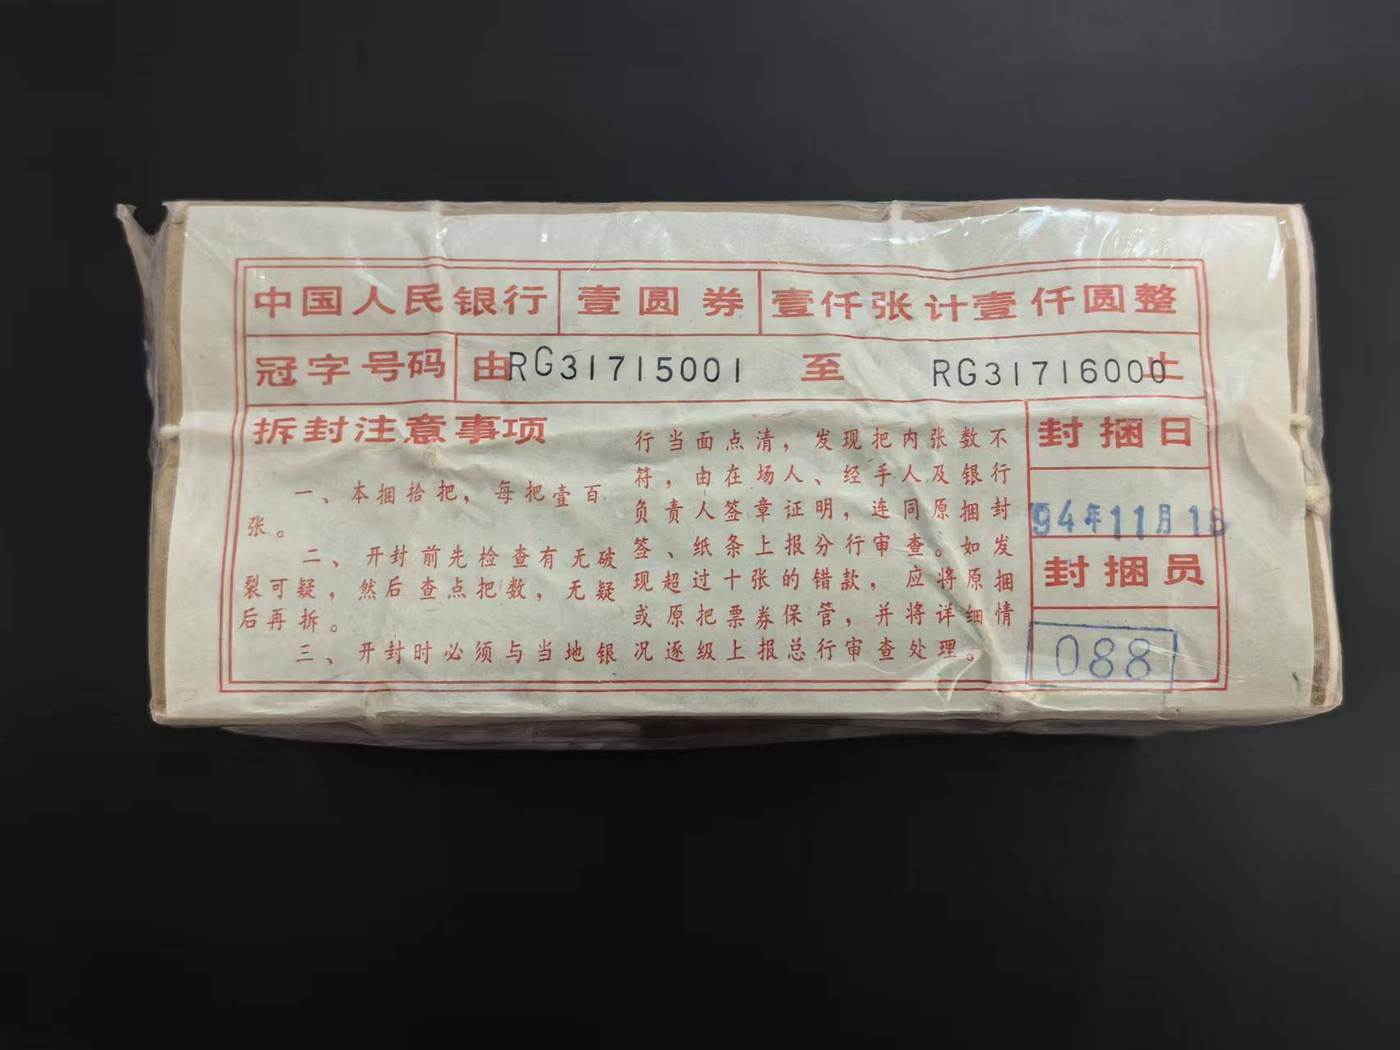 中国人民银行 壹圆券 壹仟张计壹仟圆整
冠字号码 由RG31715001 至 RG31716000止
拆封注意事项
一、本捆拾把，每把壹百
张。
二、开封前先检查有无破
裂可疑，然后查点把数，无疑
后再拆。
三、开封时必须与当地银
行当面点清，发现把内张数不
符，由在场人、经手人及银行
负责人签章证明，连同原捆封
签、纸条上报分行审查。如发
现超过十张的错款，应将原捆
或原把票券保管，并将详细情
况逐级上报总行审查处理。
封捆日
94年11月18
封捆员
088